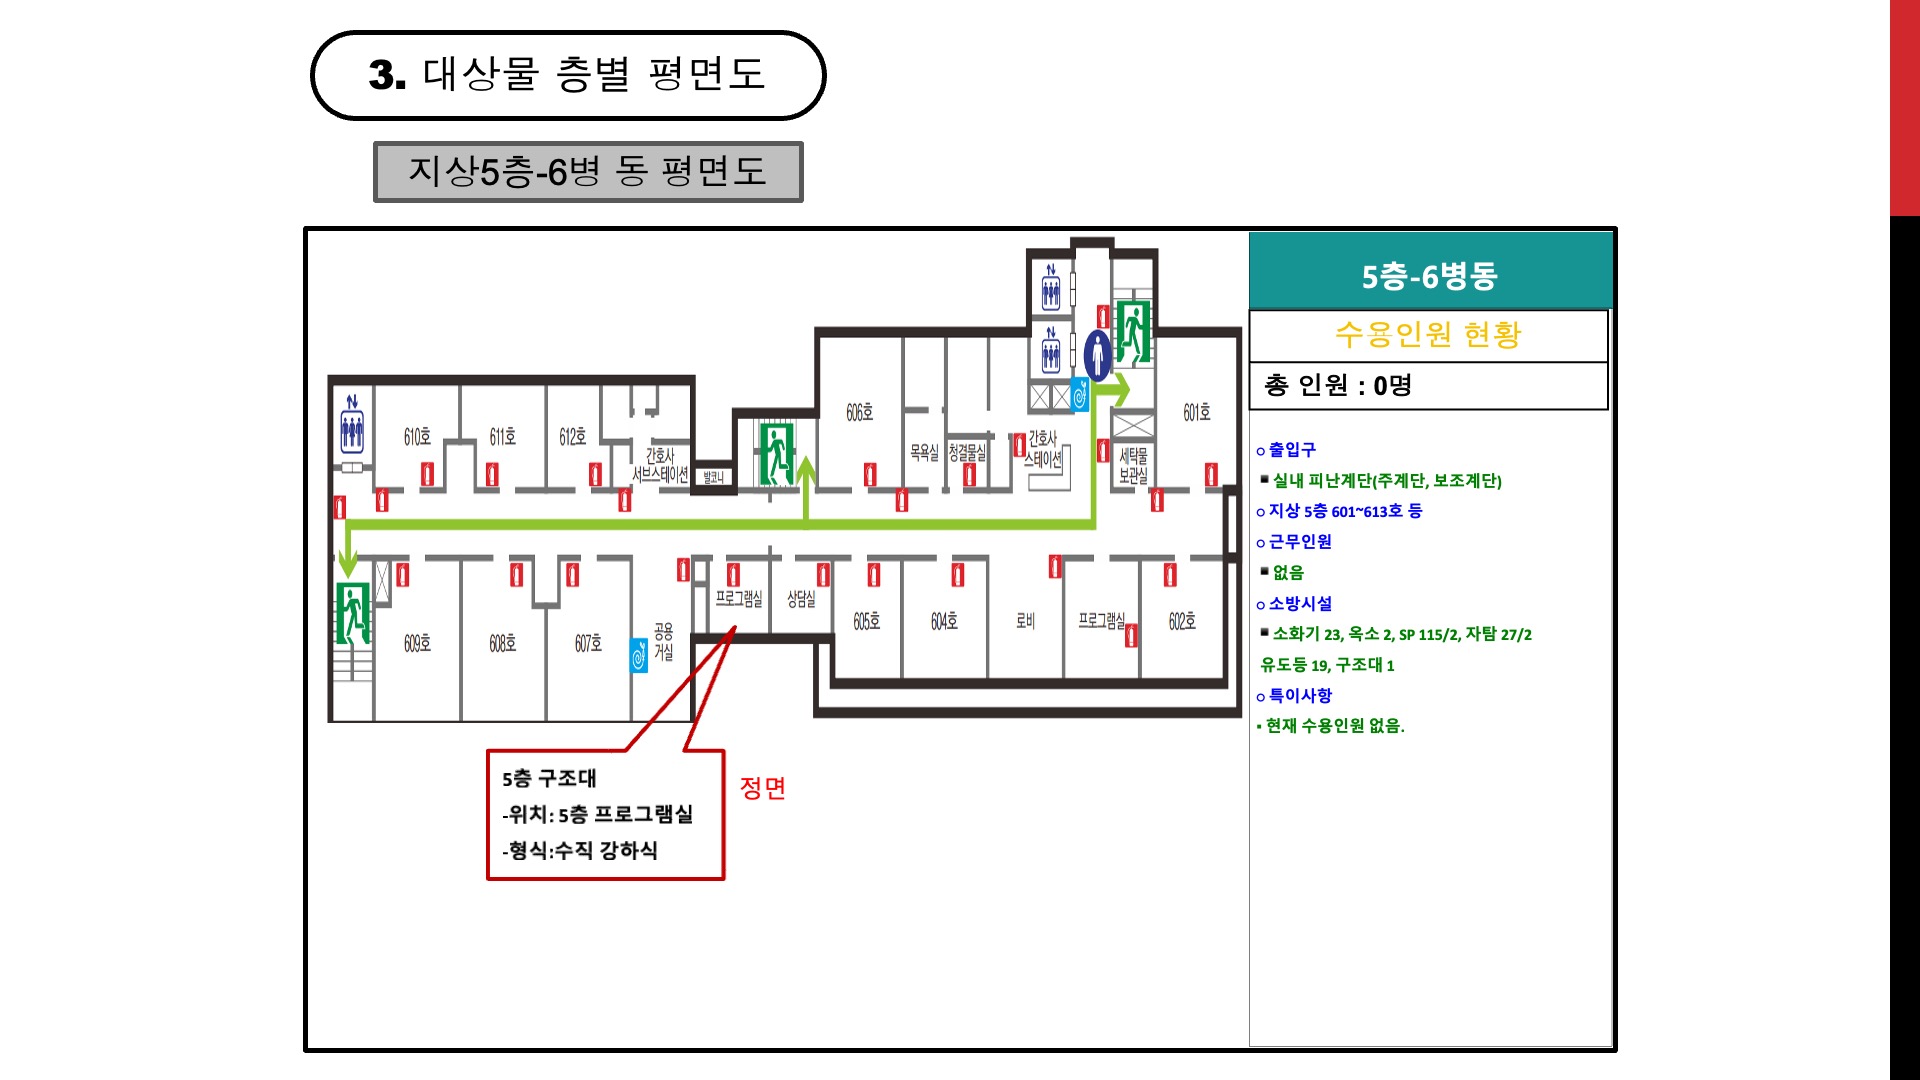 3. 대상물 층별 평면도
지상5층-6병 동 평면도
610호
611호
612호
간호사
서브스테이션
발코니
606호
목욕실
청결물실
간호사
스테이션
세탁물
보관실
601호
609호
608호
607호
공용
거실
프로그램실
상담실
605호
604호
로비
프로그램실
602호
5층 구조대
-위치: 5층 프로그램실
-형식:수직 강하식
정면
5층-6병동
수용인원 현황
총 인원 : 0명
o 출입구
▪ 실내 피난계단(주계단, 보조계단)
o 지상 5층 601~613호 등
o 근무인원
▪ 없음
o 소방시설
▪ 소화기 23, 옥소 2, SP 115/2, 자탐 27/2
유도등 19, 구조대 1
o 특이사항
- 현재 수용인원 없음.